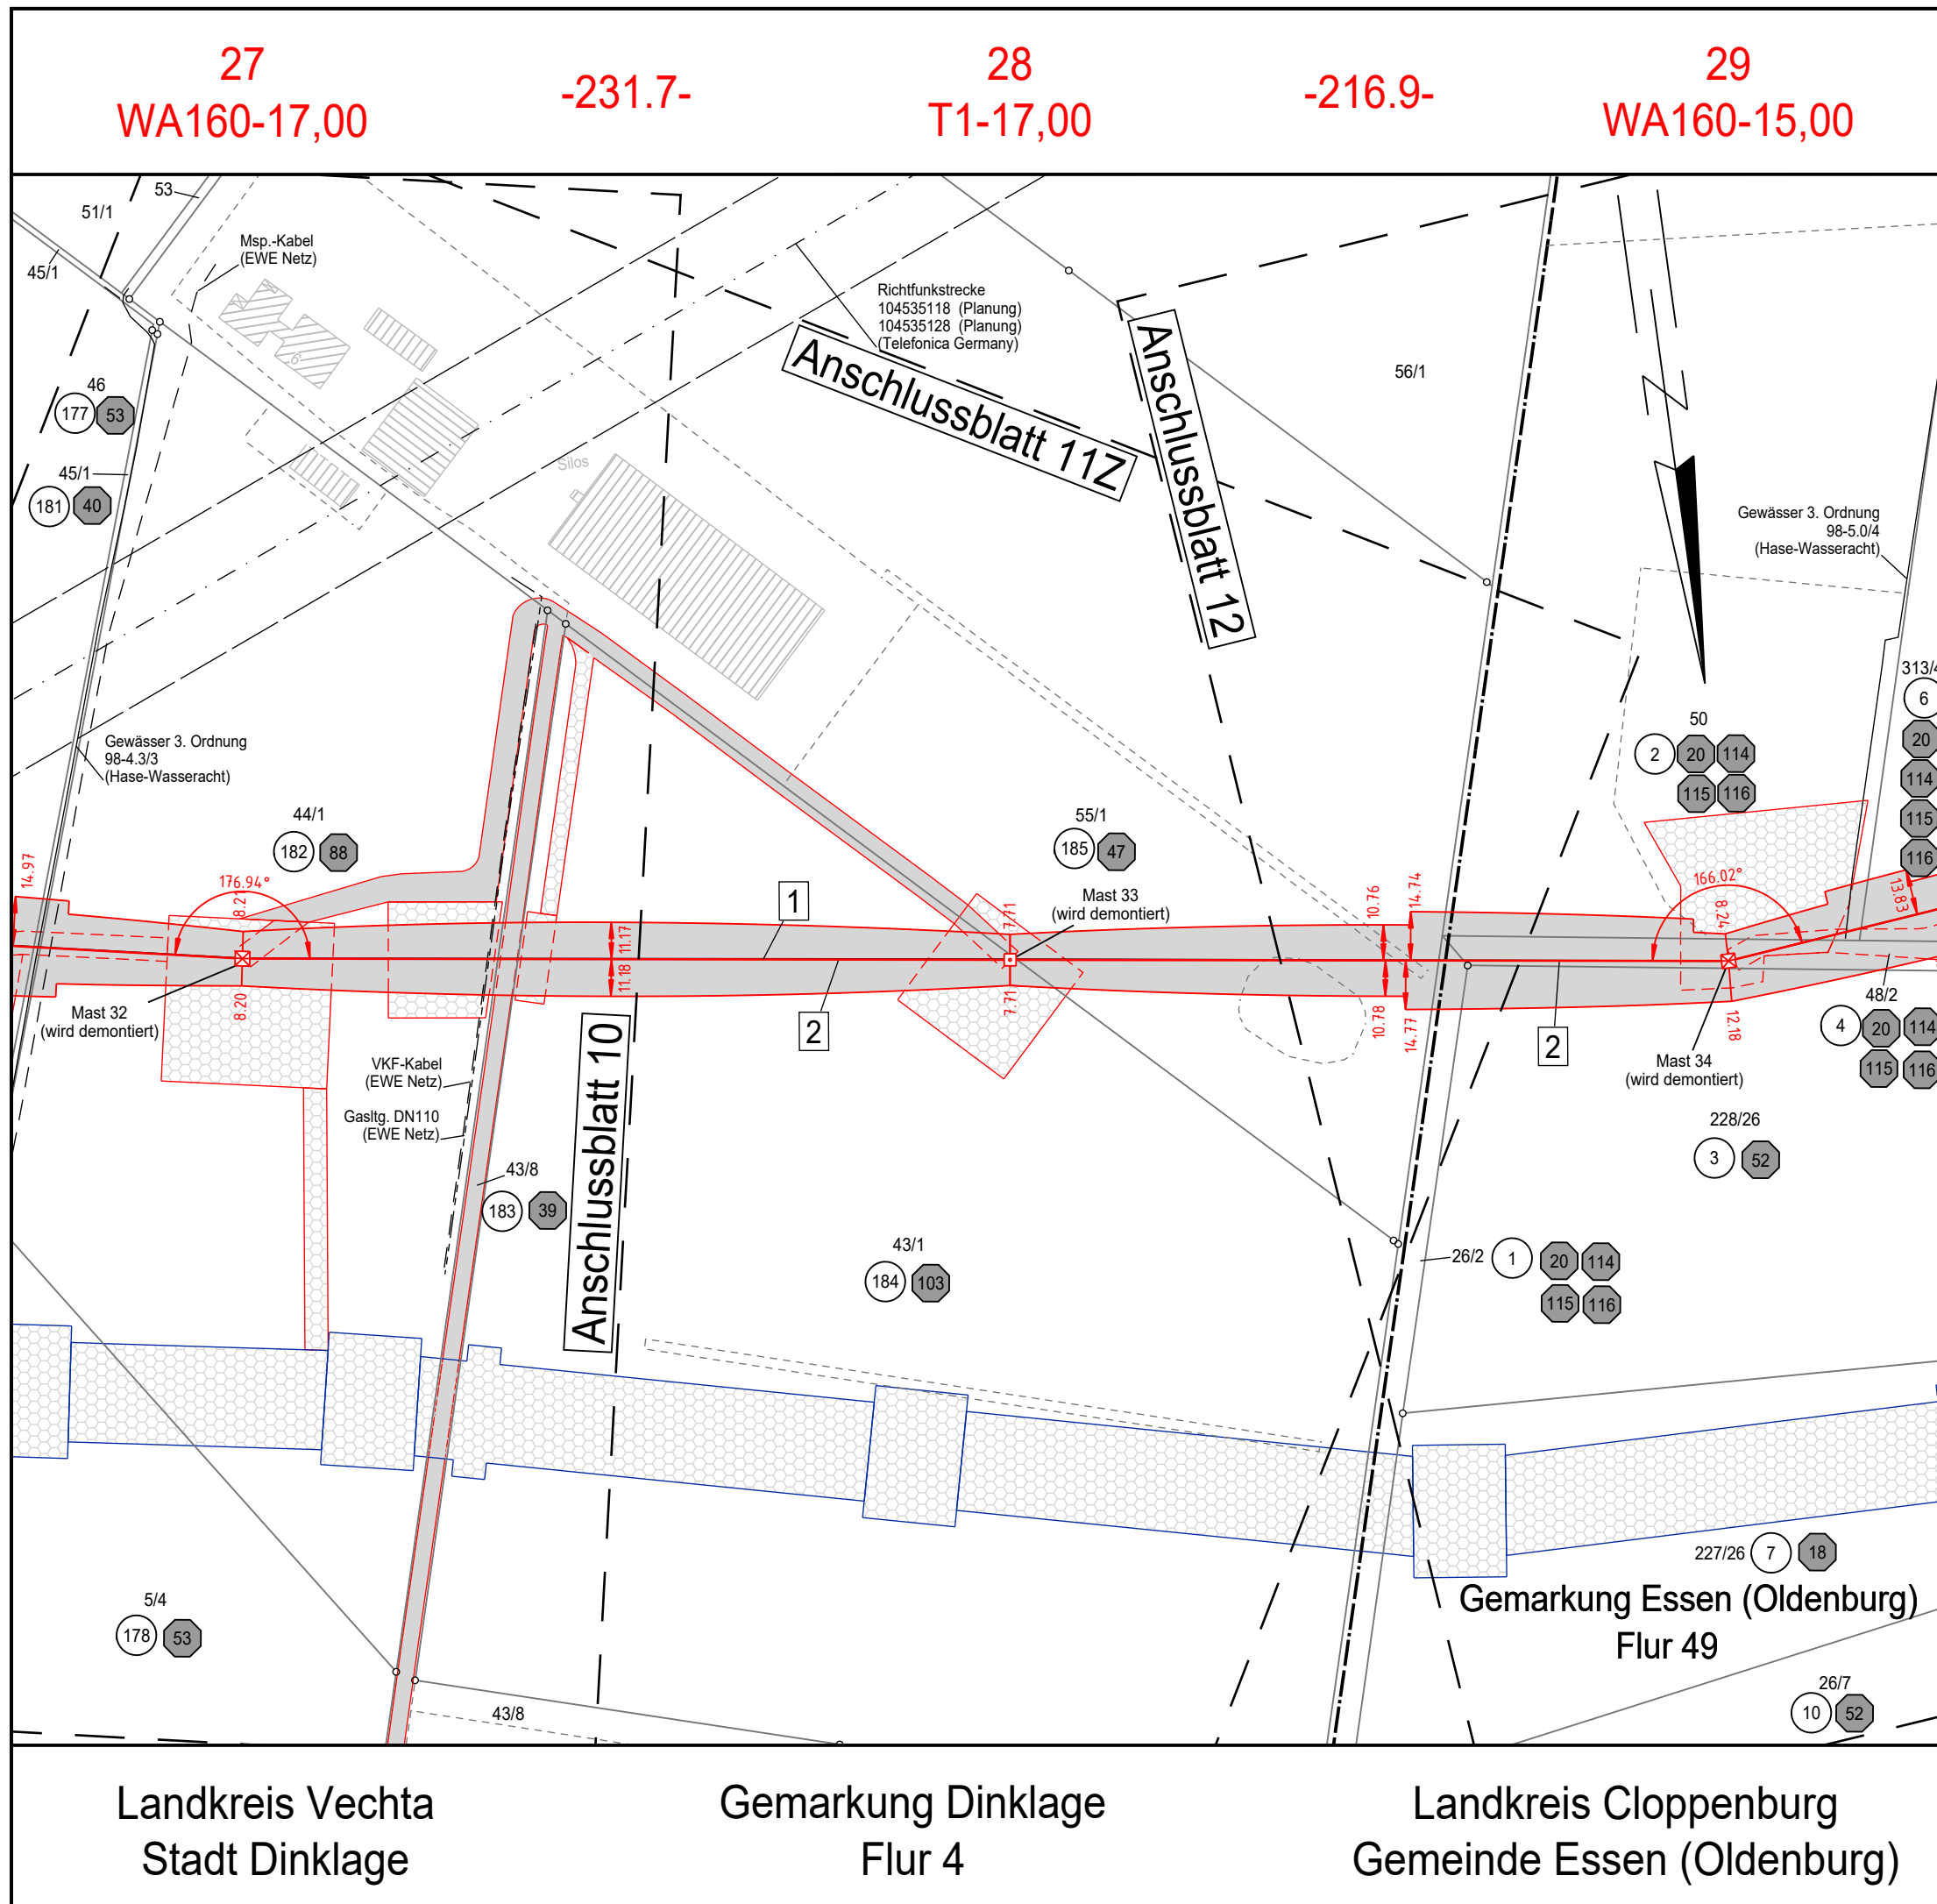 27
WA160-17,00
-231.7-
28
T1-17,00
-216.9-
29
WA160-15,00
53
51/1
45/1
Msp.-Kabel
(EWE Netz)
6
Richtfunkstrecke
104535118 (Planung)
104535128 (Planung)
(Telefonica Germany)
Anschlussblatt 11Z
Anschlussblatt 12
56/1
46
177
53
45/1
181
40
Silos
Gewässer 3. Ordnung
98-5.0/4
(Hase-Wasseracht)
313/4
6
20
114
115
116
50
2
20
114
115
116
Gewässer 3. Ordnung
98-4.3/3
(Hase-Wasseracht)
44/1
182
88
55/1
185
47
14.97
176.94°
8.21
8.20
11.17
11.18
1
2
7.71
7.71
Mast 33
(wird demontiert)
10.76
14.74
10.78
14.77
166.02°
8.24
13.83
12.18
2
Mast 32
(wird demontiert)
Mast 34
(wird demontiert)
48/2
4
20
114
115
116
VKF-Kabel
(EWE Netz)
Gasltg. DN110
(EWE Netz)
Anschlussblatt 10
43/8
183
39
228/26
3
52
43/1
184
103
26/2
1
20
114
115
116
227/26
7
18
Gemarkung Essen (Oldenburg)
Flur 49
5/4
178
53
43/8
26/7
10
52
Landkreis Vechta
Stadt Dinklage
Gemarkung Dinklage
Flur 4
Landkreis Cloppenburg
Gemeinde Essen (Oldenburg)